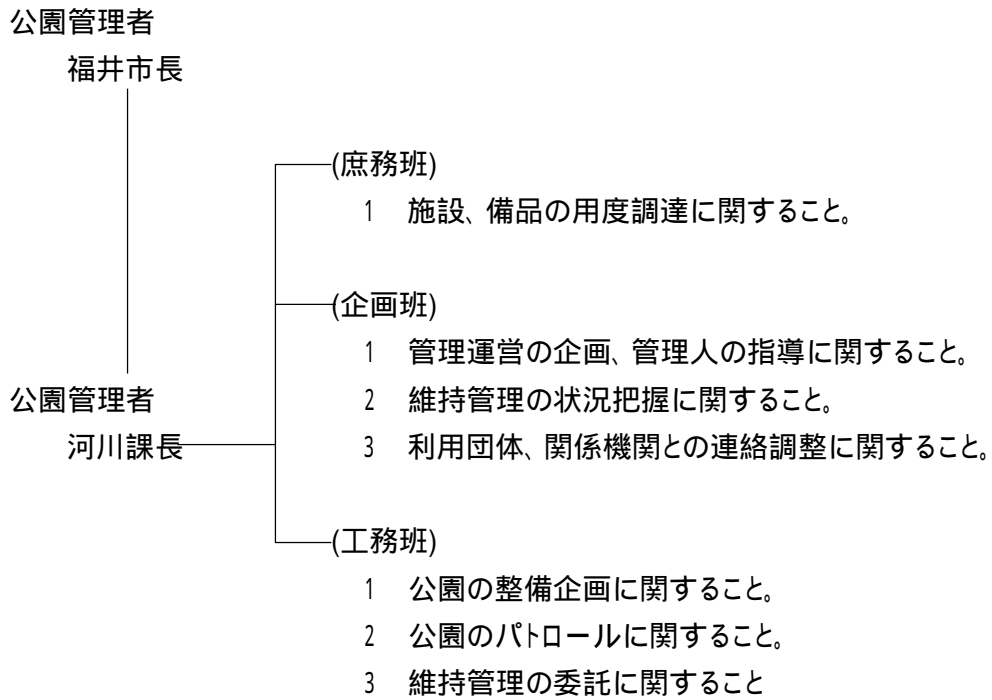 公園管理者
福井市長
(庶務班)
1 施設、備品の用度調達に関すること。
(企画班)
1 管理運営の企画、管理人の指導に関すること。
公園管理者
2 維持管理の状況把握に関すること。
河川課長
3 利用団体、関係機関との連絡調整に関すること。
(工務班)
1 公園の整備企画に関すること。
2 公園のパトロールに関すること。
3 維持管理の委託に関すること